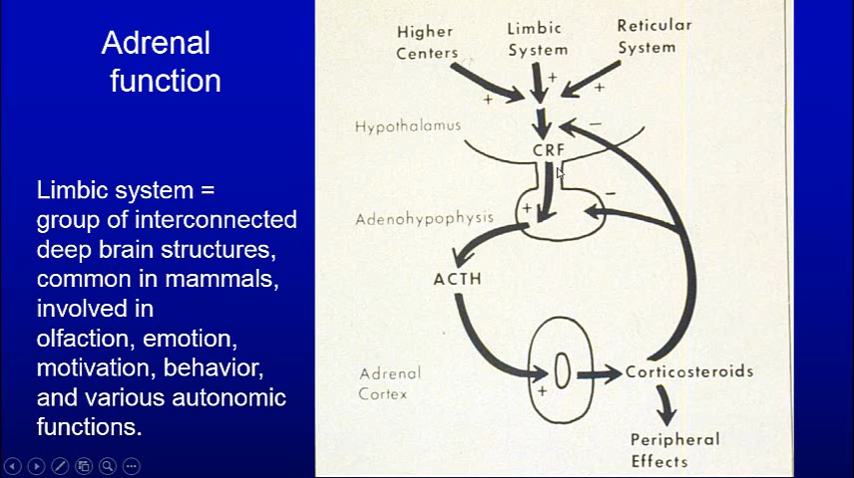 Adrenal
function
Limbic system =
group of interconnected
deep brain structures,
common in mammals,
involved in
olfaction, emotion,
motivation, behavior,
and various autonomic
functions.
Higher
Centers
Limbic
System
Reticular
System
+
+
+
Hypothalamus
−
CRF
Adenohypophysis
+
−
ACTH
Adrenal
Cortex
+
Corticosteroids
Peripheral
Effects